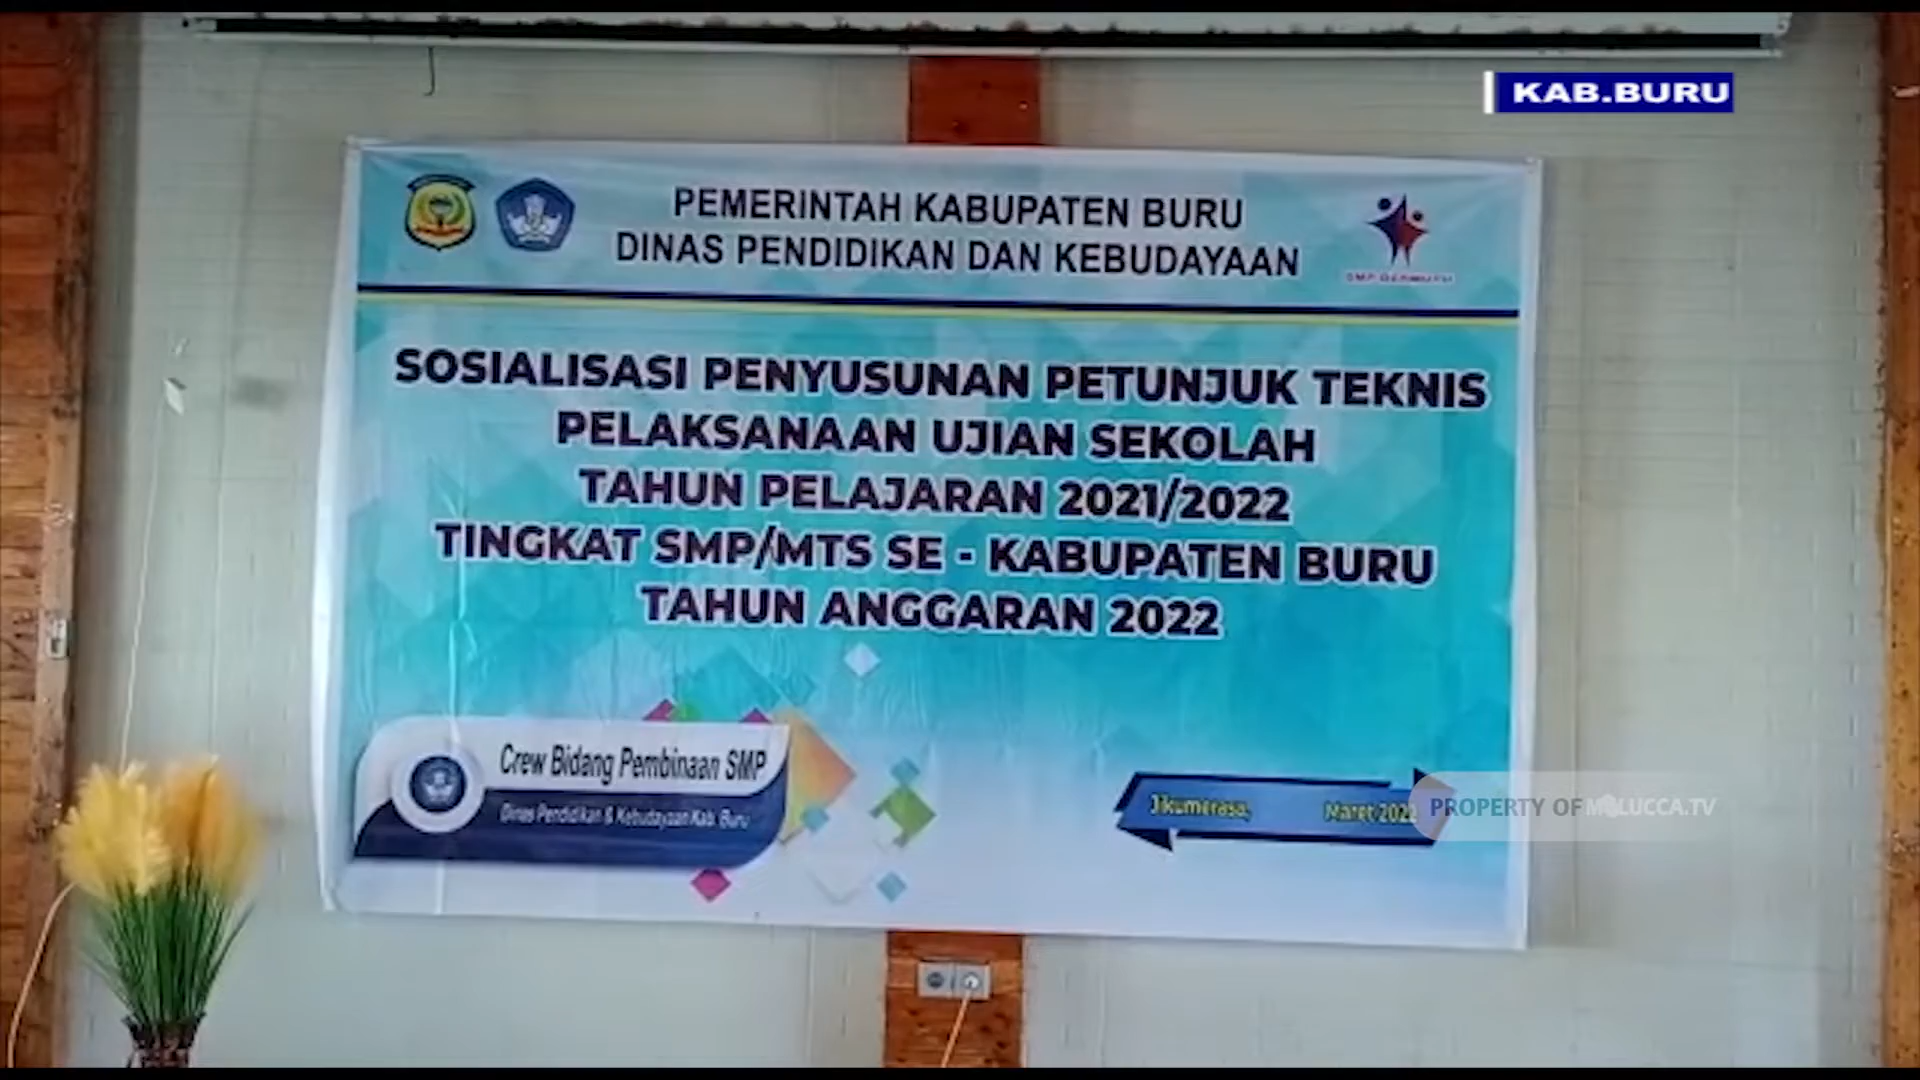 KAB.BURU
PEMERINTAH KABUPATEN BURU
DINAS PENDIDIKAN DAN KEBUDAYAAN
SOSIALISASI PENYUSUNAN PETUNJUK TEKNIS
PELAKSANAAN UJIAN SEKOLAH
TAHUN PELAJARAN 2021/2022
TINGKAT SMP/MTS SE - KABUPATEN BURU
TAHUN ANGGARAN 2022
Crew Bidang Pembinaan SMP
Dinas Pendidikan & Kebudayaan Kab. Buru
Jikumerasa, Maret 2022
PROPERTY OF MOLUCCA.TV